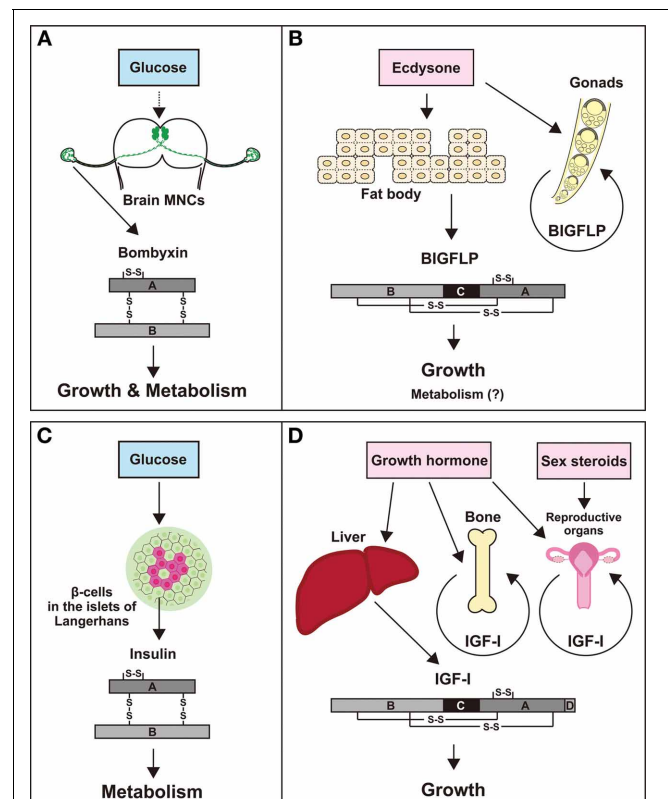 A
Glucose
Brain MNCs
Bombyxin
S-S
A
S
S
S
S
B
Growth & Metabolism
B
Ecdysone
Gonads
Fat body
BIGFLP
BIGFLP
S-S
B
C
A
S-S
S-S
Growth
Metabolism (?)
C
Glucose
β-cells
in the islets of
Langerhans
Insulin
S-S
A
S
S
S
S
B
Metabolism
D
Growth hormone
Sex steroids
Liver
Bone
Reproductive
organs
IGF-I
IGF-I
IGF-I
S-S
B
C
A
D
S-S
S-S
Growth